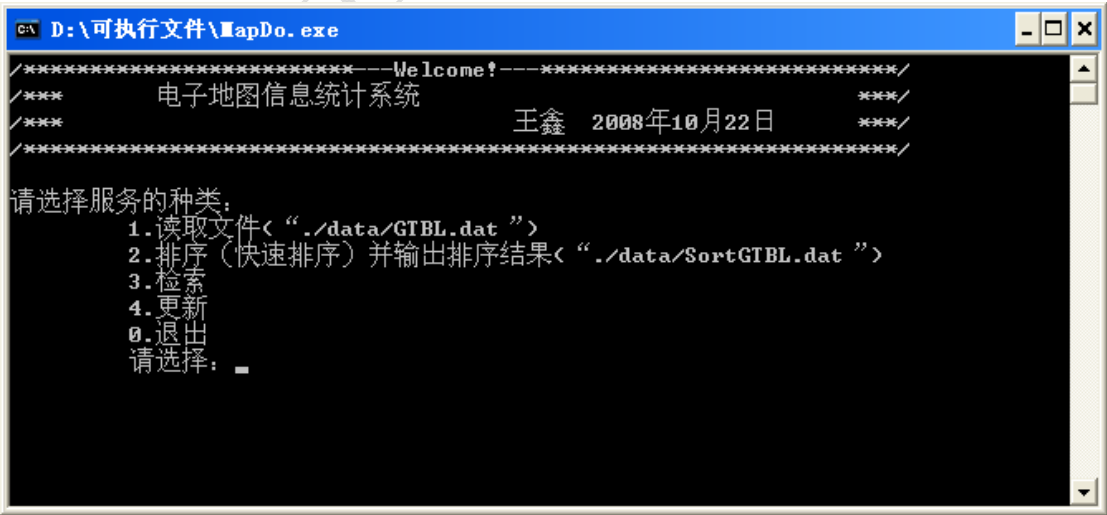 D:\可执行文件\MapDo.exe
/*************************---Welcome!---***************************/
/*** 电子地图信息统计系统 ***/
/*** 王鑫 2008年10月22日 ***/
/******************************************************************/
请选择服务的种类：
1.读取文件(“./data/GTBL.dat ”)
2.排序（快速排序）并输出排序结果(“./data/SortGTBL.dat ”)
3.检索
4.更新
0.退出
请选择：